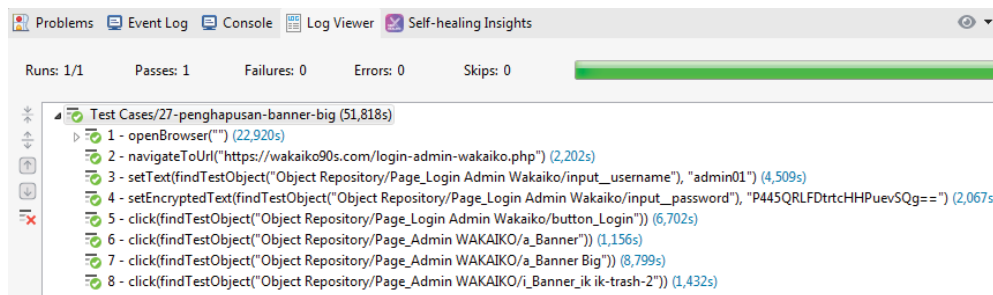 Problems Event Log Console Log Viewer Self-healing Insights
Runs: 1/1 Passes: 1 Failures: 0 Errors: 0 Skips: 0
Test Cases/27-penghapusan-banner-big (51,818s)
1 - openBrowser("") (22,920s)
2 - navigateToUrl("https://wakaiko90s.com/login-admin-wakaiko.php") (2,202s)
3 - setText(findTestObject("Object Repository/Page_Login Admin Wakaiko/input__username"), "admin01") (4,509s)
4 - setEncryptedText(findTestObject("Object Repository/Page_Login Admin Wakaiko/input__password"), "P445QRLFDtrtcHHPuevSQg==") (2,067s
5 - click(findTestObject("Object Repository/Page_Login Admin Wakaiko/button_Login")) (6,702s)
6 - click(findTestObject("Object Repository/Page_Admin WAKAIKO/a_Banner")) (1,156s)
7 - click(findTestObject("Object Repository/Page_Admin WAKAIKO/a_Banner Big")) (8,799s)
8 - click(findTestObject("Object Repository/Page_Admin WAKAIKO/i_Banner_ik ik-trash-2")) (1,432s)